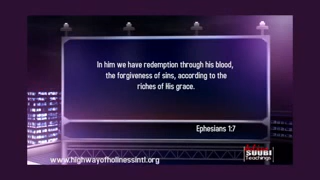 In him we have redemption through his blood,
the forgiveness of sins, according to the
riches of His grace.
Ephesians 1:7
www.highwayofholinessintl.org
SUUBI
Teachings